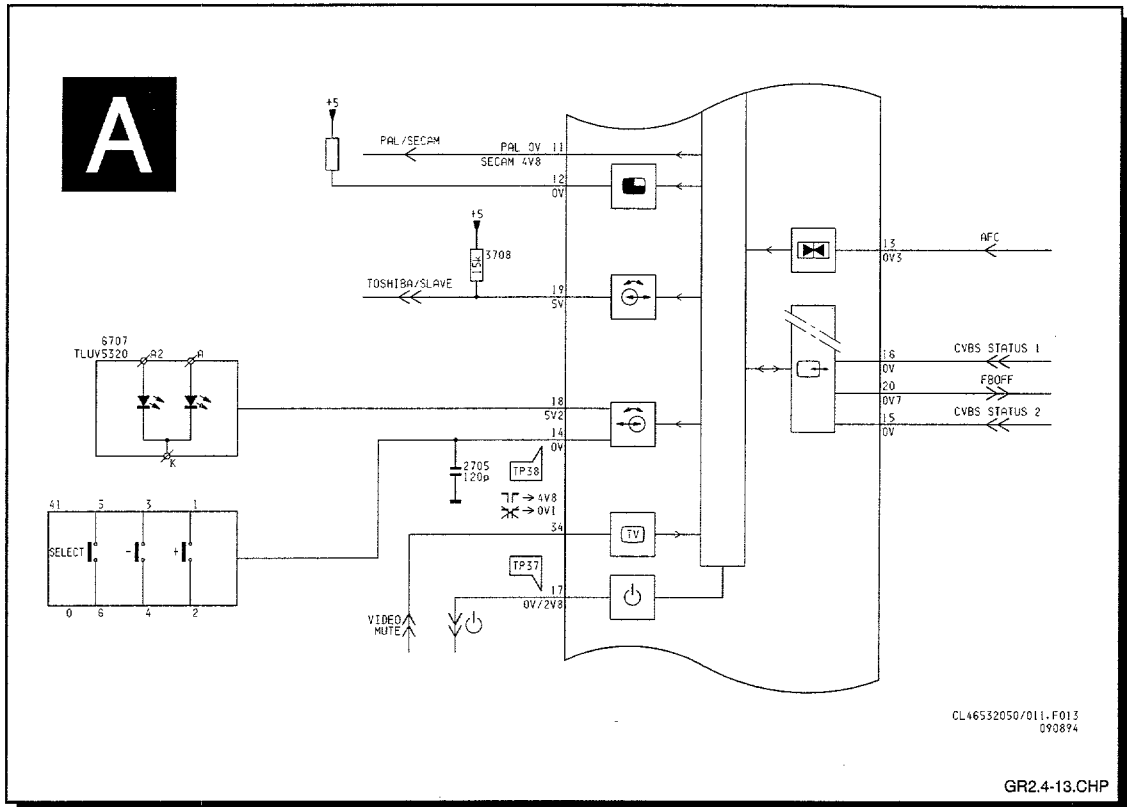 A
+5
PAL/SECAM
PAL 0V 11
SECAM 4V8
12
0V
+5
15k
3708
TOSHIBA/SLAVE
19
5V
13
0V3
AFC
6707
TLUV5320
A2
A
K
18
5V2
14
0V
2705
120p
TP38
→ 4V8
→ 0V1
34
TV
16
0V
CVBS STATUS 1
20
0V7
FBOFF
15
0V
CVBS STATUS 2
41
5
3
1
SELECT
-
+
0
6
4
2
TP37
17
0V/2V8
VIDEO
MUTE
CL46532050/011.F013
090894
GR2.4-13.CHP